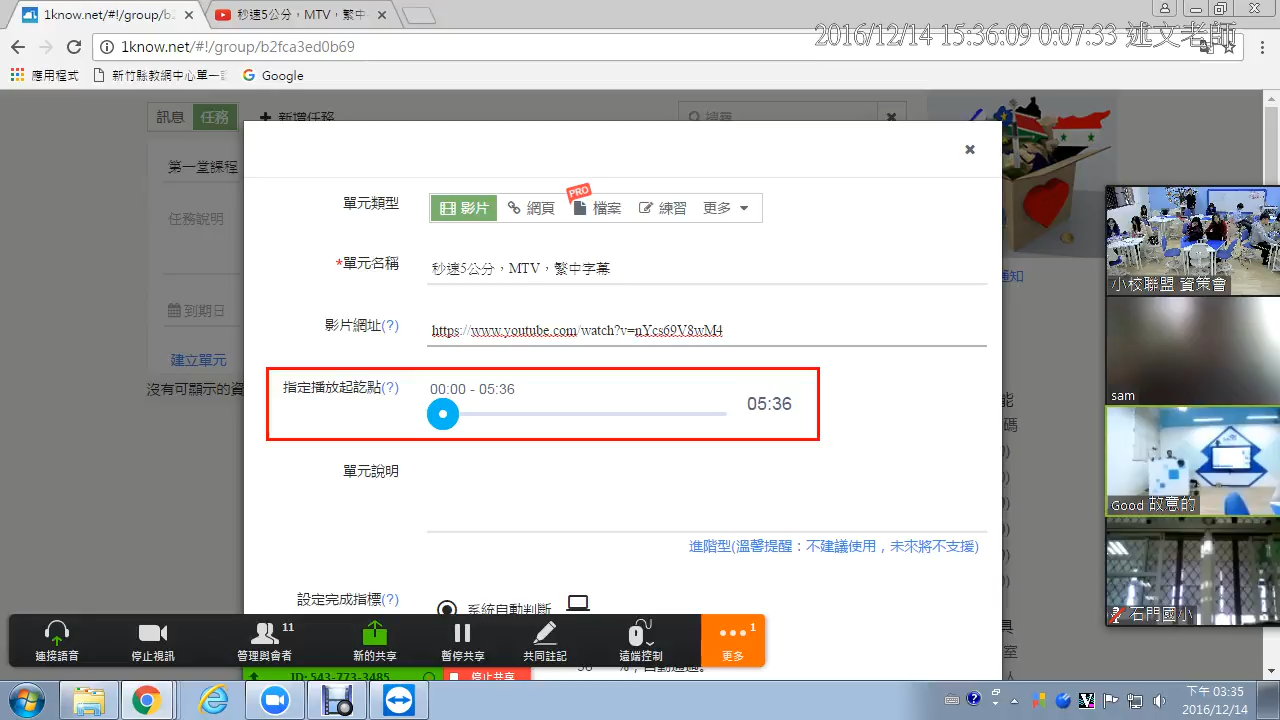 1know.net/#!/group/b2
秒速5公分，MTV，繁中
1know.net/#!/group/b2fca3ed0b69
2016/12/14 15:36:09 0:07:33 述文老師
應用程式
新竹縣教網中心單一
Google
訊息
任務
新增任務
搜尋
第一堂課程
任務說明
到期日
建立單元
沒有可顯示的資
通知
單元類型
影片
網頁
PRO
檔案
練習
更多
*單元名稱
秒速5公分，MTV，繁中字幕
影片網址(?)
https://www.youtube.com/watch?v=nYcs69V8wM4
指定播放起訖點(?)
00:00 - 05:36
05:36
單元說明
進階型(溫馨提醒：不建議使用，未來將不支援)
設定完成指標(?)
系統自動判斷
能
碼
具
室
小校聯盟 資策會
sam
Good 故意的
石門國小
連接語音
停止視訊
11
管理與會者
新的共享
暫停共享
共同註記
遠端控制
1
更多
ID: 543-773-3485
停止共享
下午 03:35
2016/12/14